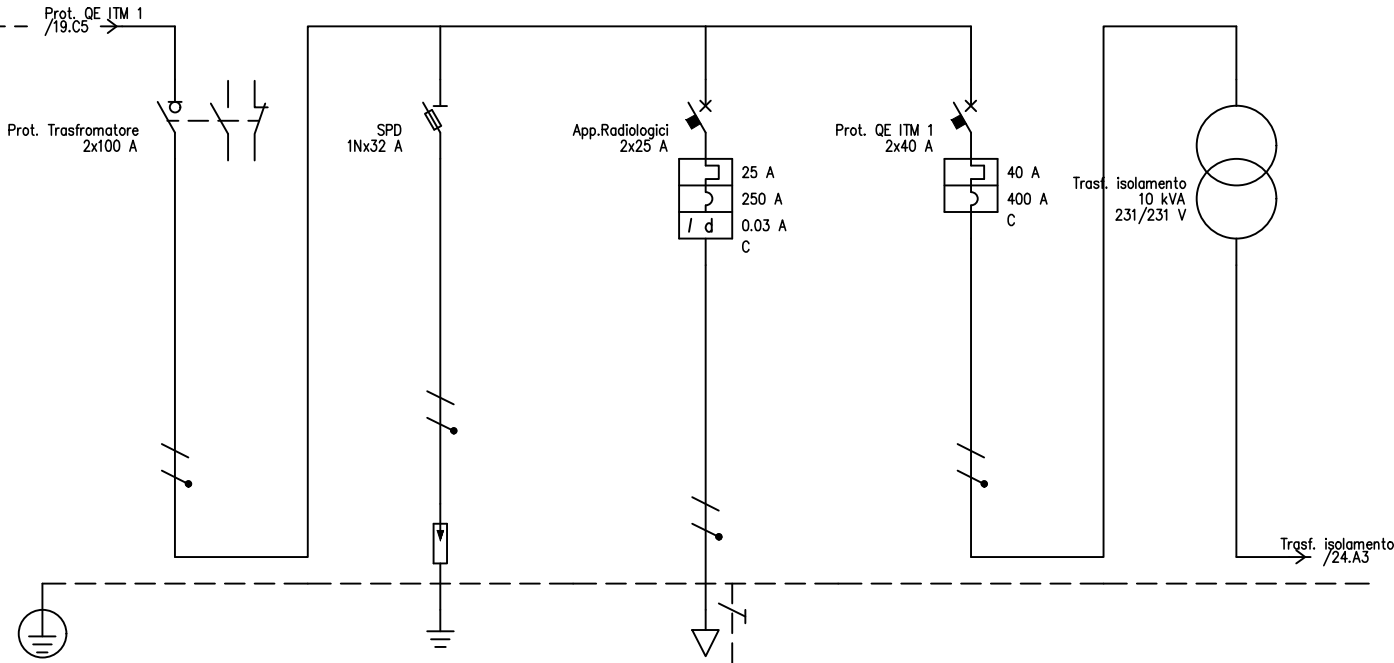 Prot. QE ITM 1
/19.C5
Prot. Trasfromatore
2x100 A
SPD
1Nx32 A
App.Radiologici
2x25 A
25 A
250 A
I d
0.03 A
C
Prot. QE ITM 1
2x40 A
40 A
400 A
C
Trasf. isolamento
10 kVA
231/231 V
Trasf. isolamento
/24.A3